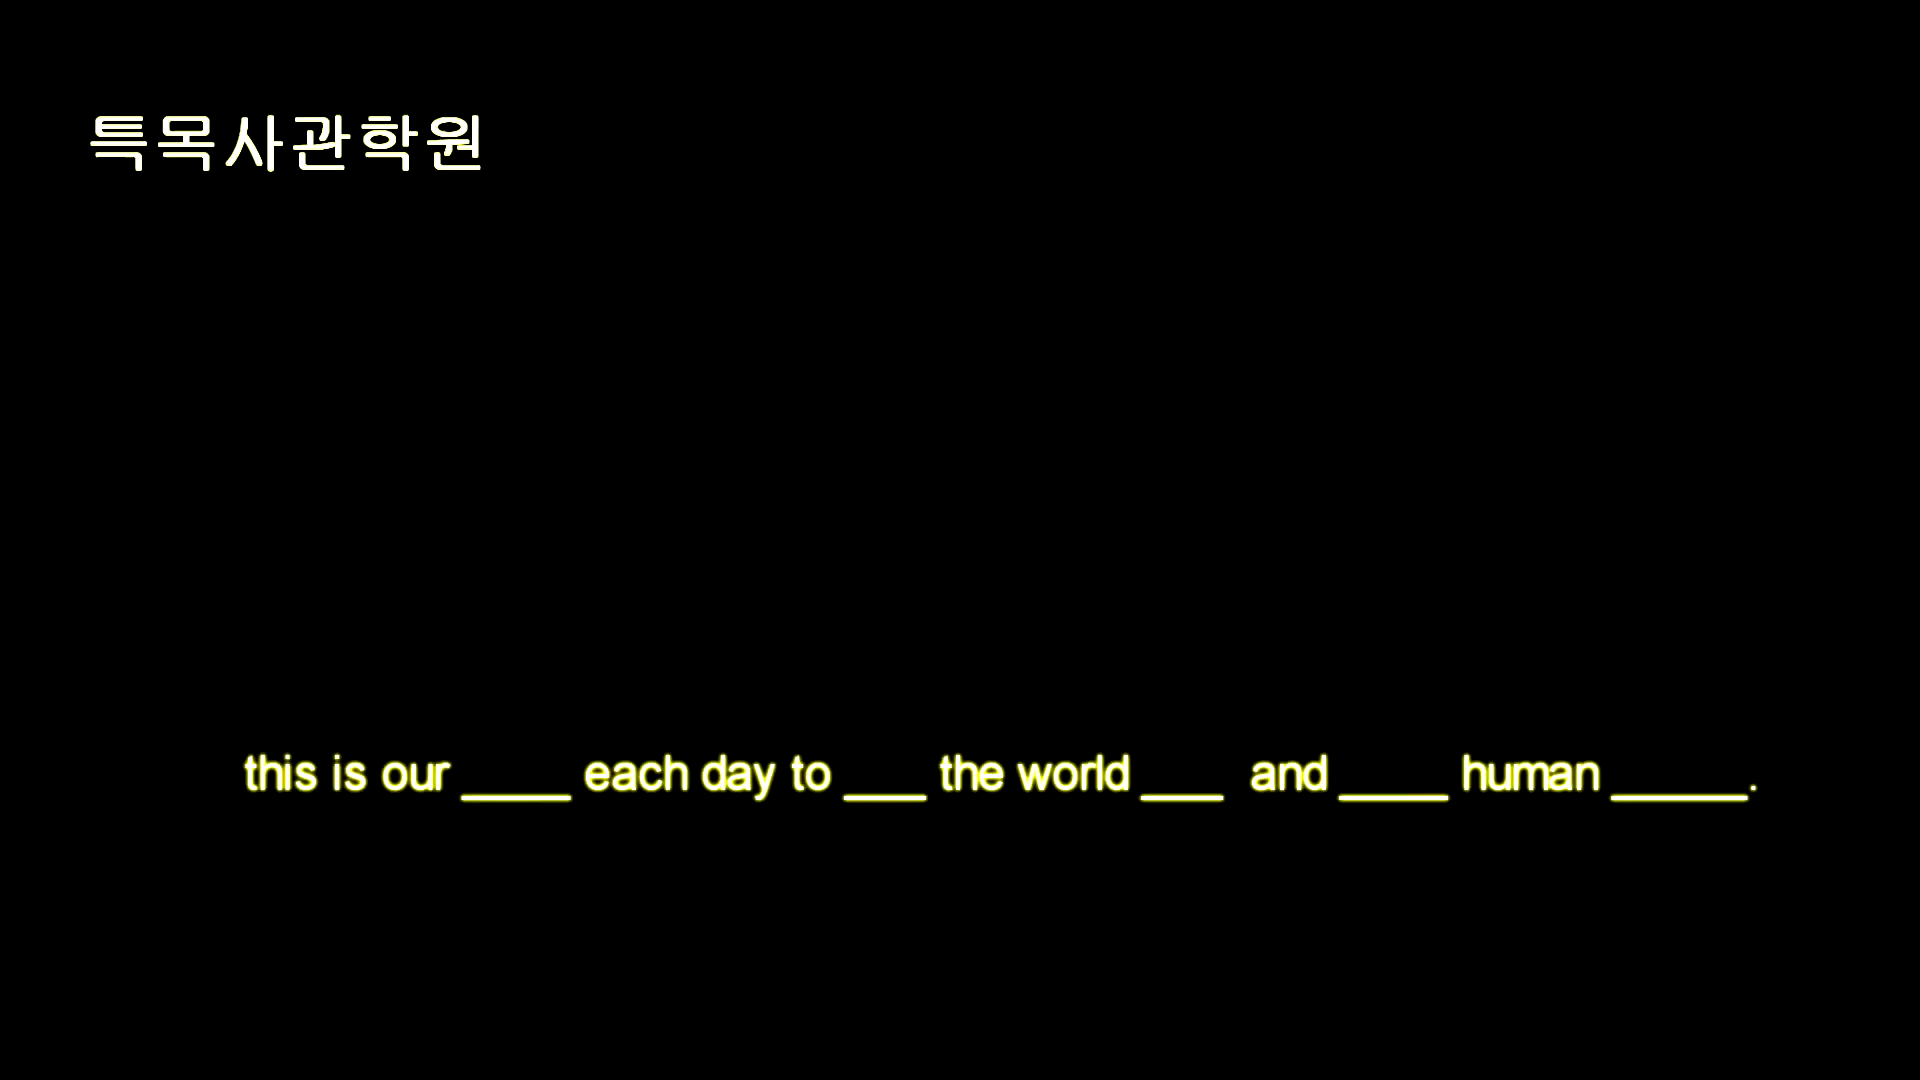 특목사관학원
this is our ____ each day to ___ the world ___ and ____ human _____.